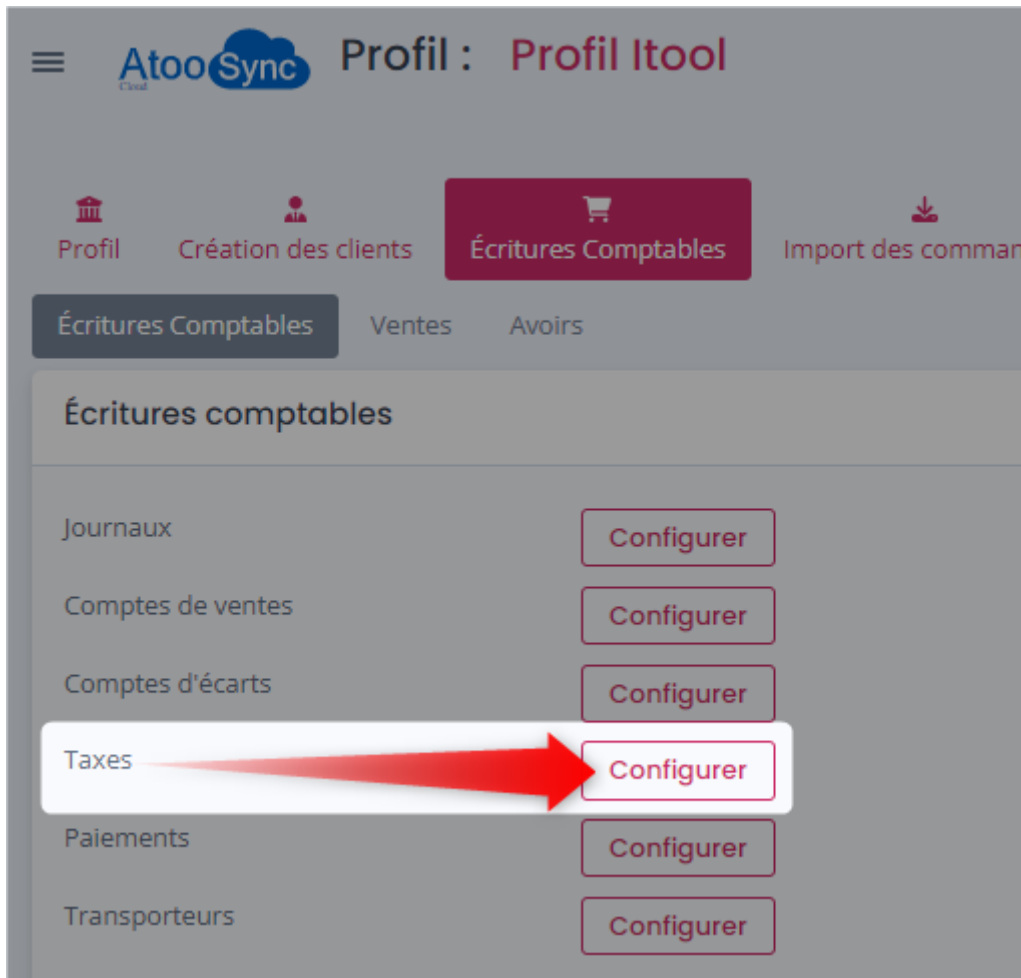 AtooSync Profil : Profil Itool
Cloud
Profil Création des clients Écritures Comptables Import des comman
Écritures Comptables Ventes Avoirs
Écritures comptables
Journaux Configurer
Comptes de ventes Configurer
Comptes d'écarts Configurer
Taxes Configurer
Paiements Configurer
Transporteurs Configurer